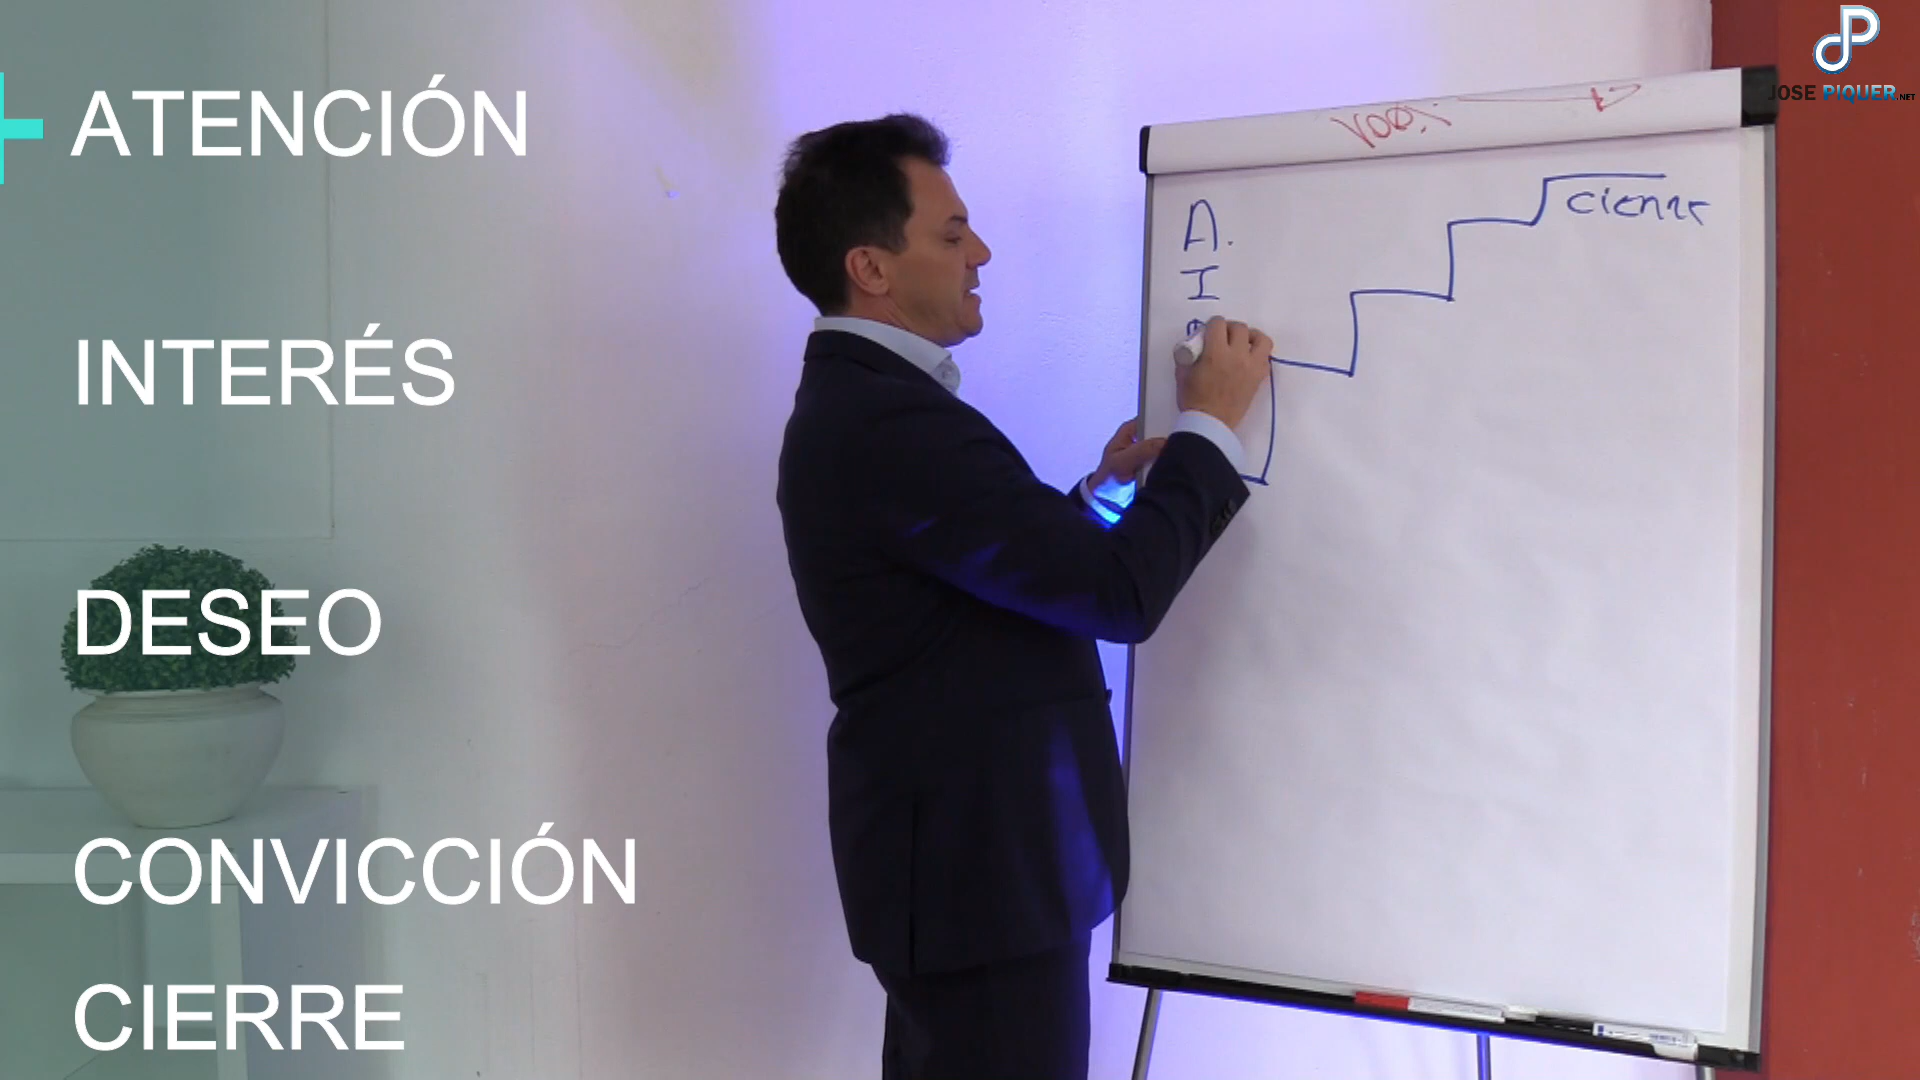 ATENCIÓN
INTERÉS
DESEO
CONVICCIÓN
CIERRE
A.
I
cierre
JOSE PIQUER.NET